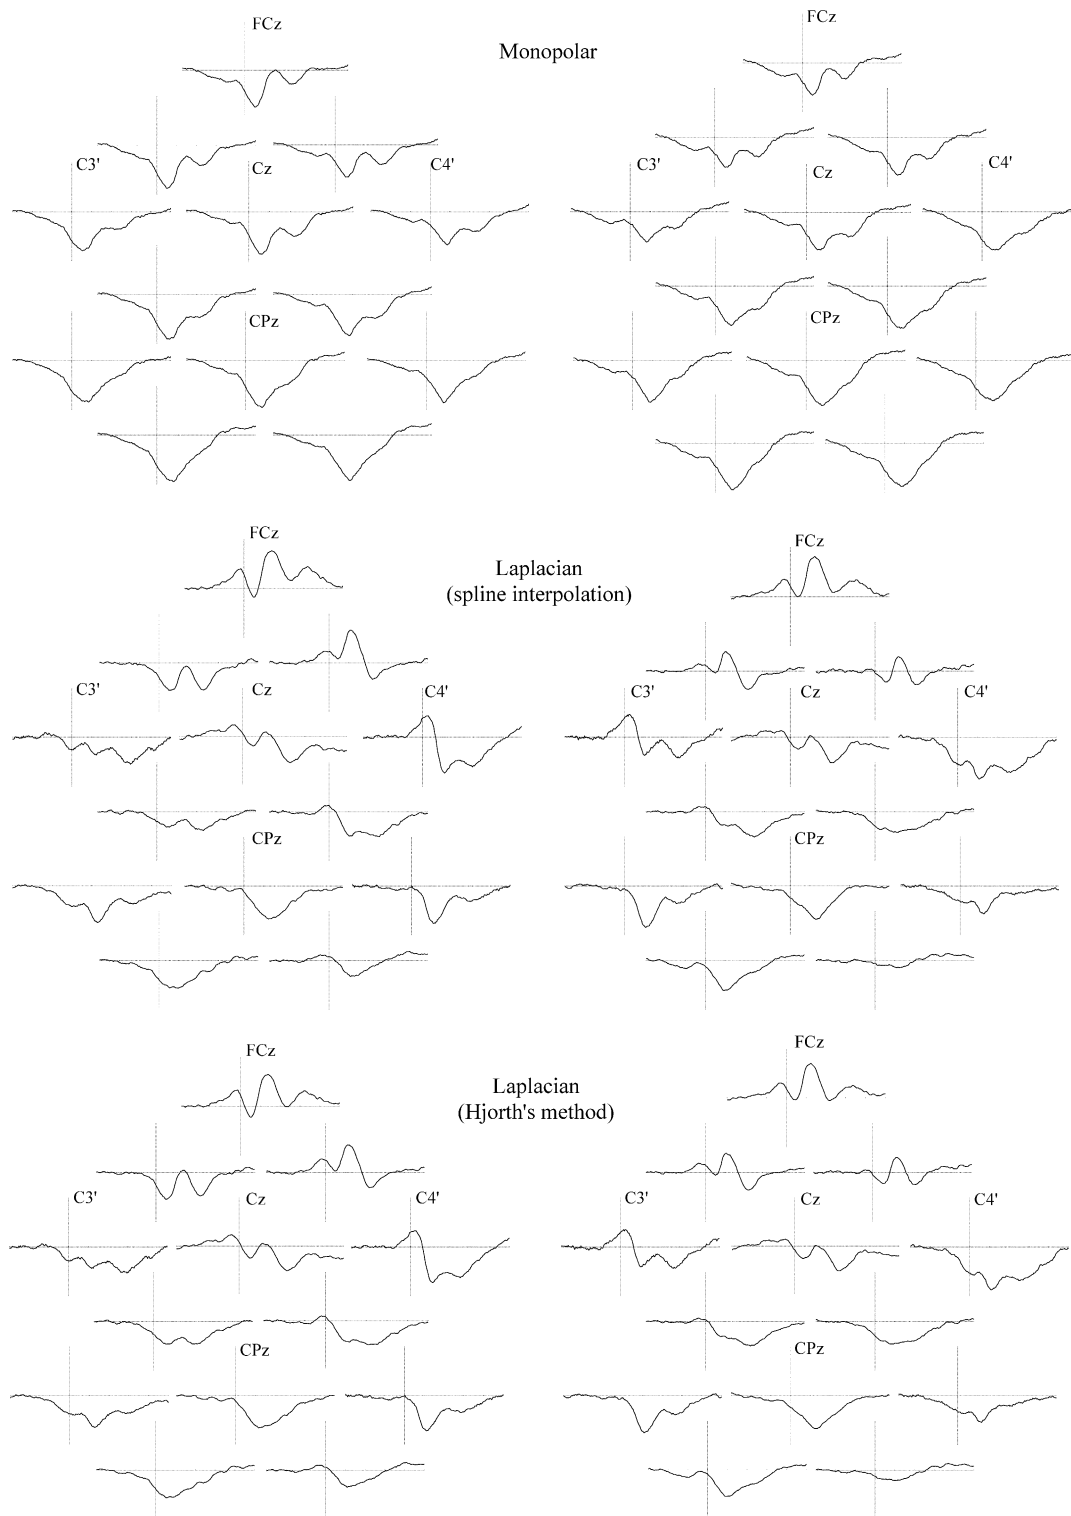 FCz
FCz
Monopolar
C3'
Cz
C4'
C3'
Cz
C4'
CPz
CPz
FCz
FCz
Laplacian
(spline interpolation)
C3'
Cz
C4'
C3'
Cz
C4'
CPz
CPz
FCz
FCz
Laplacian
(Hjorth's method)
C3'
Cz
C4'
C3'
Cz
C4'
CPz
CPz